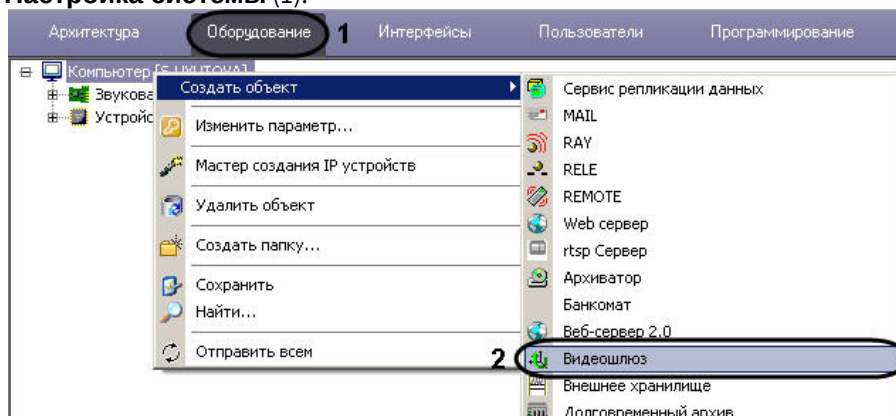 Настройка системы (1).
Архитектура Оборудование 1 Интерфейсы Пользователи Программирование
Компьютер
Создать объект
Изменить параметр...
Мастер создания IP устройств
Удалить объект
Создать папку...
Сохранить
Найти...
Отправить всем
Сервис репликации данных
MAIL
RAY
RELE
REMOTE
Web сервер
rtsp Сервер
Архиватор
Банкомат
Веб-сервер 2.0
2 Видеошлюз
Внешнее хранилище
Долговременный архив